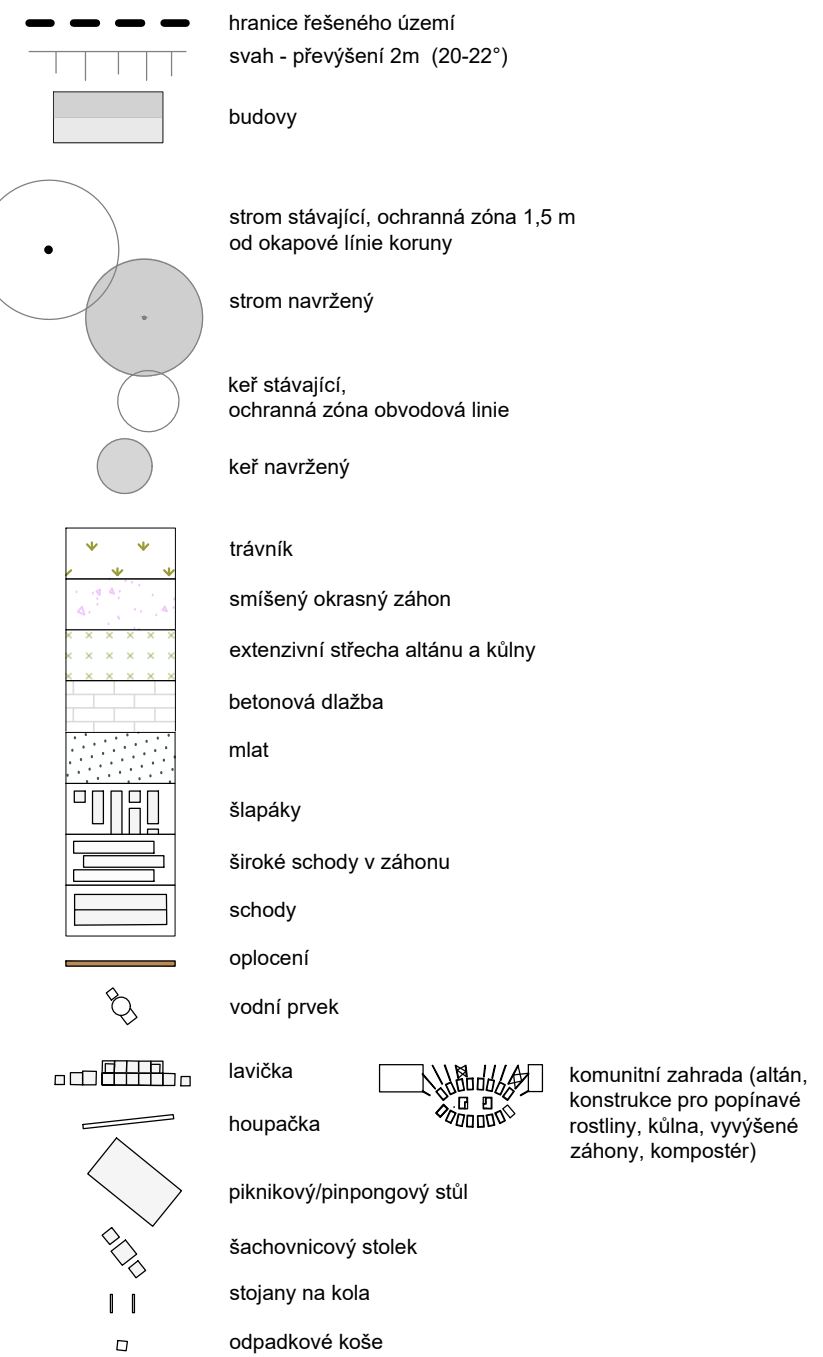 hranice řešeného území
svah - převýšení 2m (20-22°)
budovy
strom stávající, ochranná zóna 1,5 m
od okapové línie koruny
strom navržený
keř stávající,
ochranná zóna obvodová linie
keř navržený
trávník
smíšený okrasný záhon
extenzivní střecha altánu a kůlny
betonová dlažba
mlat
šlapáky
široké schody v záhonu
schody
oplocení
vodní prvek
lavička
houpačka
piknikový/pinpongový stůl
šachovnicový stolek
stojany na kola
odpadkové koše
komunitní zahrada (altán,
konstrukce pro popínavé
rostliny, kůlna, vyvýšené
záhony, kompostér)